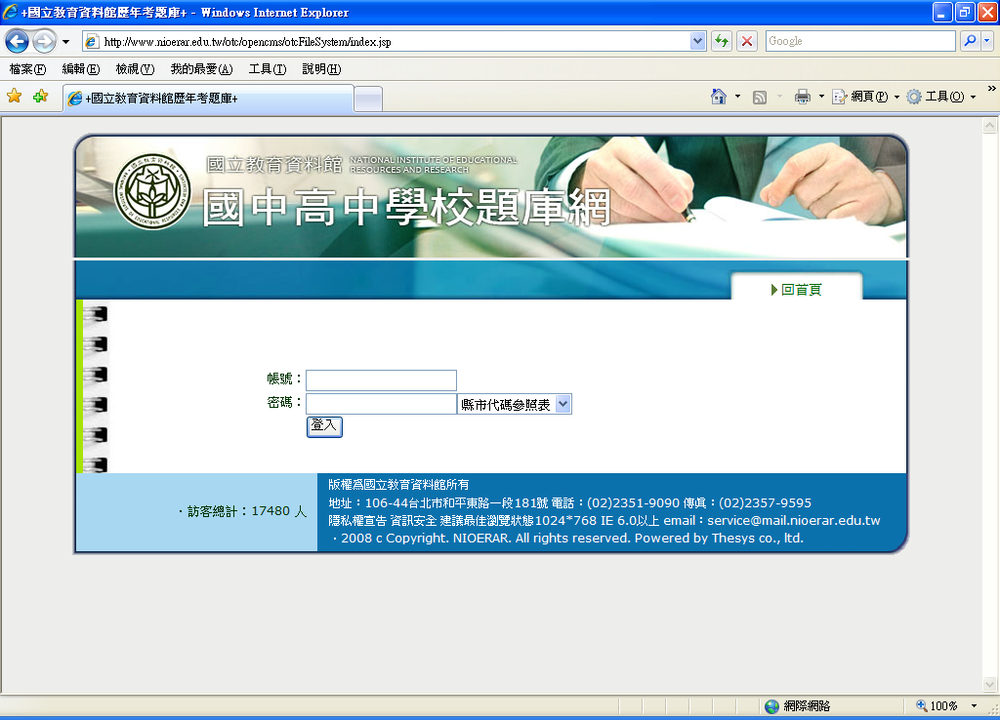 +國立教育資料館歷年考題庫+ - Windows Internet Explorer
http://www.nioerar.edu.tw/otc/opencms/otcFileSystem/index.jsp
Google
檔案(F) 編輯(E) 檢視(V) 我的最愛(A) 工具(T) 說明(H)
+國立教育資料館歷年考題庫+
網頁(P) 工具(O)
國立教育資料館 NATIONAL INSTITUTE OF EDUCATIONAL
RESOURCES AND RESEARCH
國中高中學校題庫網
回首頁
帳號：
密碼： 縣市代碼參照表
登入
．訪客總計：17480 人
版權為國立教育資料館所有
地址：106-44台北市和平東路一段181號 電話：(02)2351-9090 傳真：(02)2357-9595
隱私權宣告 資訊安全 建議最佳瀏覽狀態1024*768 IE 6.0以上 email：service@mail.nioerar.edu.tw
．2008 c Copyright. NIOERAR. All rights reserved. Powered by Thesys co., ltd.
網際網路 100%